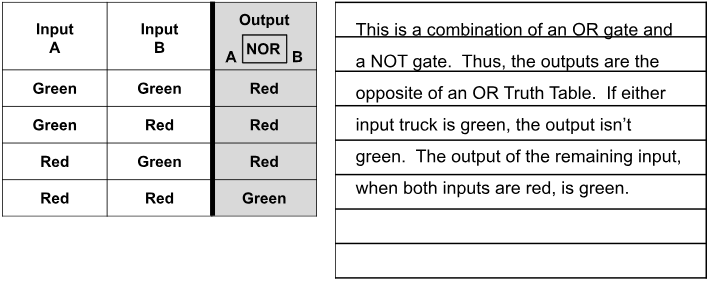 Input A Input B Output A NOR B
Green Green Red
Green Red Red
Red Green Red
Red Red Green
This is a combination of an OR gate and
a NOT gate. Thus, the outputs are the
opposite of an OR Truth Table. If either
input truck is green, the output isn’t
green. The output of the remaining input,
when both inputs are red, is green.